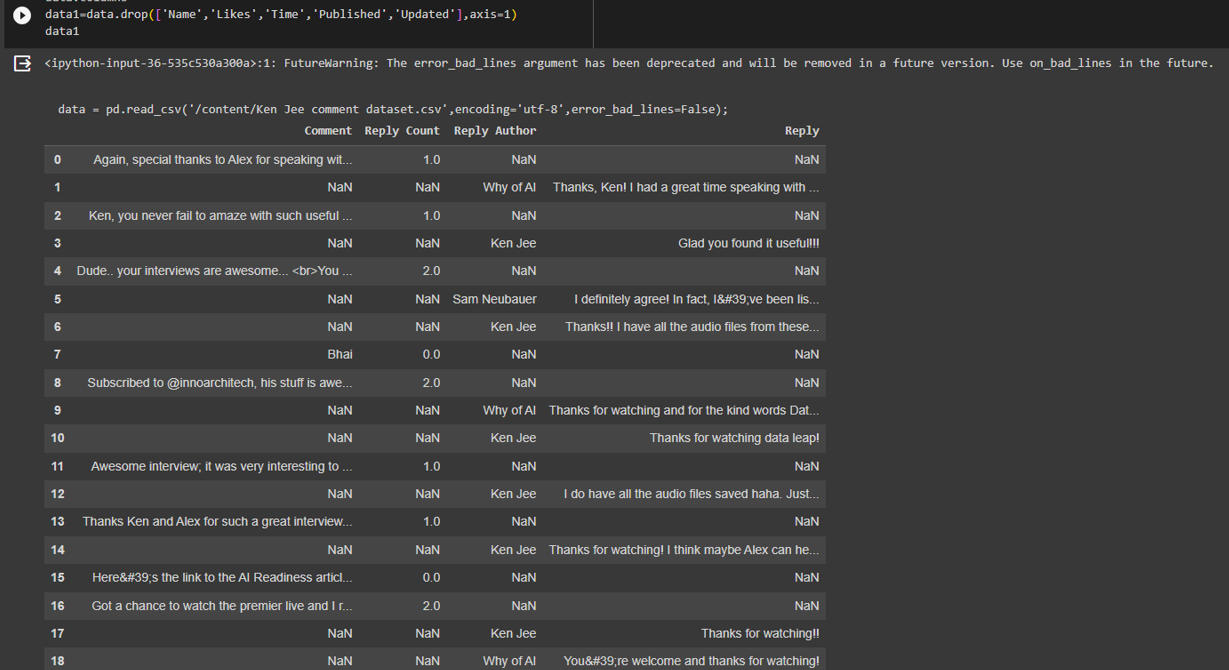 data1=data.drop(['Name','Likes','Time','Published','Updated'],axis=1)
data1
<ipython-input-36-535c530a300a>:1: FutureWarning: The error_bad_lines argument has been deprecated and will be removed in a future version. Use on_bad_lines in the future.
data = pd.read_csv('/content/Ken Jee comment dataset.csv',encoding='utf-8',error_bad_lines=False);
Comment Reply Count Reply Author Reply
0 Again, special thanks to Alex for speaking wit... 1.0 NaN NaN
1 NaN NaN Why of AI Thanks, Ken! I had a great time speaking with ...
2 Ken, you never fail to amaze with such useful ... 1.0 NaN NaN
3 NaN NaN Ken Jee Glad you found it useful!!!
4 Dude.. your interviews are awesome... <br>You ... 2.0 NaN NaN
5 NaN NaN Sam Neubauer I definitely agree! In fact, I&#39;ve been lis...
6 NaN NaN Ken Jee Thanks!! I have all the audio files from these...
7 Bhai 0.0 NaN NaN
8 Subscribed to @innoarchitech, his stuff is awe... 2.0 NaN NaN
9 NaN NaN Why of AI Thanks for watching and for the kind words Dat...
10 NaN NaN Ken Jee Thanks for watching data leap!
11 Awesome interview; it was very interesting to ... 1.0 NaN NaN
12 NaN NaN Ken Jee I do have all the audio files saved haha. Just...
13 Thanks Ken and Alex for such a great interview... 1.0 NaN NaN
14 NaN NaN Ken Jee Thanks for watching! I think maybe Alex can he...
15 Here&#39;s the link to the AI Readiness articl... 0.0 NaN NaN
16 Got a chance to watch the premier live and I r... 2.0 NaN NaN
17 NaN NaN Ken Jee Thanks for watching!!
18 NaN NaN Why of AI You&#39;re welcome and thanks for watching!